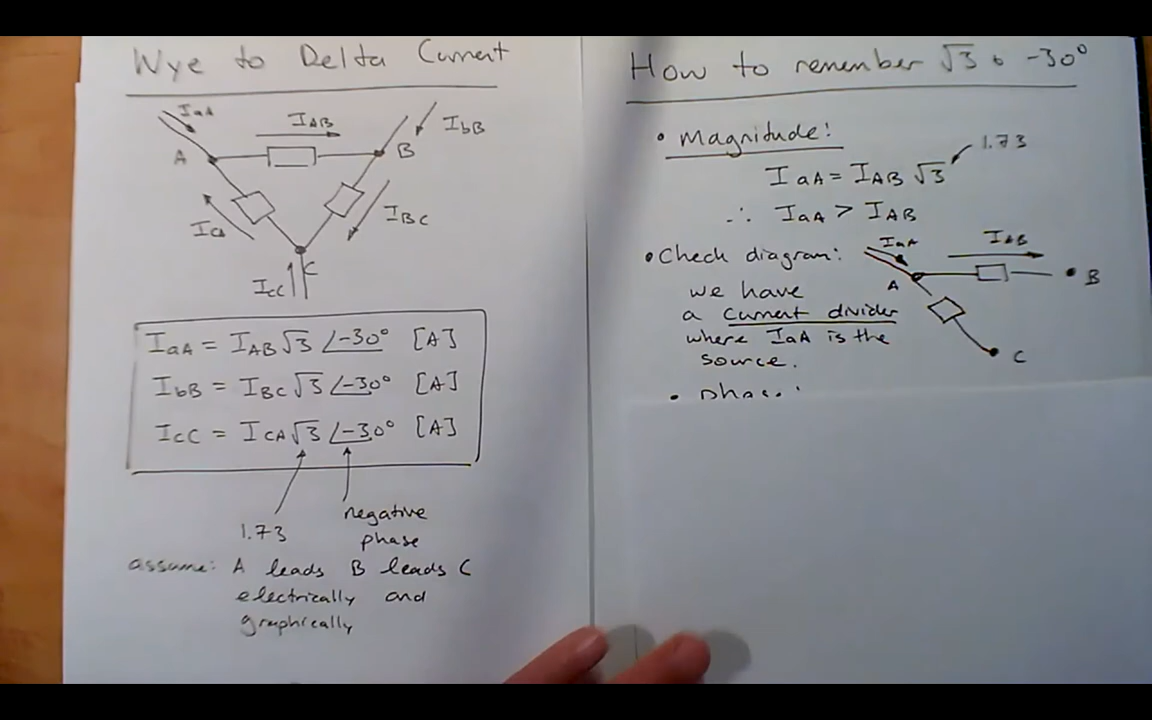 Wye to Delta Current
IaA
IAB
IbB
A
B
ICA
IBC
IcC
C
IaA = IAB √3 ∠-30° [A]
IbB = IBC √3 ∠-30° [A]
IcC = ICA √3 ∠-30° [A]
1.73
negative
phase
assume: A leads B leads C
electrically and
graphically
How to remember √3 & -30°
• Magnitude:
1.73
IaA = IAB √3
∴ IaA > IAB
• Check diagram:
IaA
IAB
A
B
C
we have
a current divider
where IaA is the
source.
• phase: